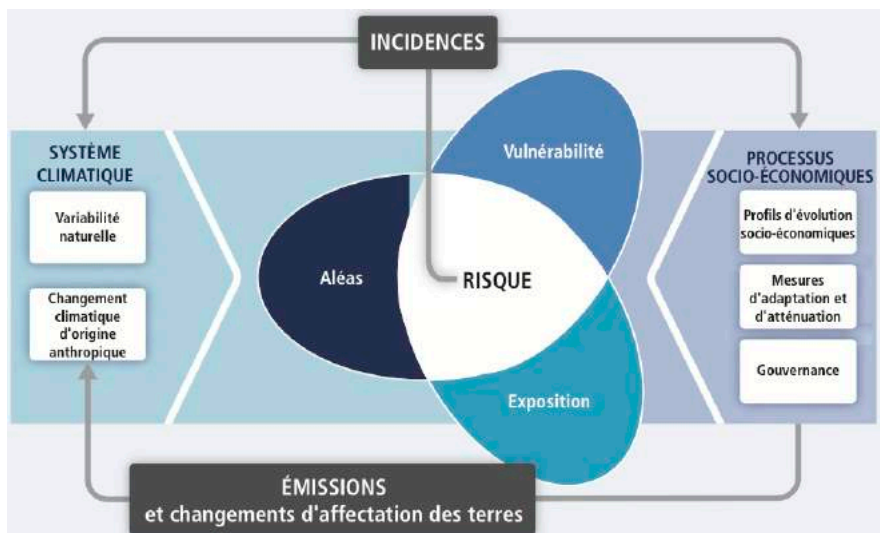 INCIDENCES
SYSTÈME
CLIMATIQUE
Variabilité
naturelle
Changement
climatique
d'origine
anthropique
Aléas
Vulnérabilité
RISQUE
Exposition
PROCESSUS
SOCIO-ÉCONOMIQUES
Profils d'évolution
socio-économiques
Mesures
d'adaptation et
d'atténuation
Gouvernance
ÉMISSIONS
et changements d'affectation des terres